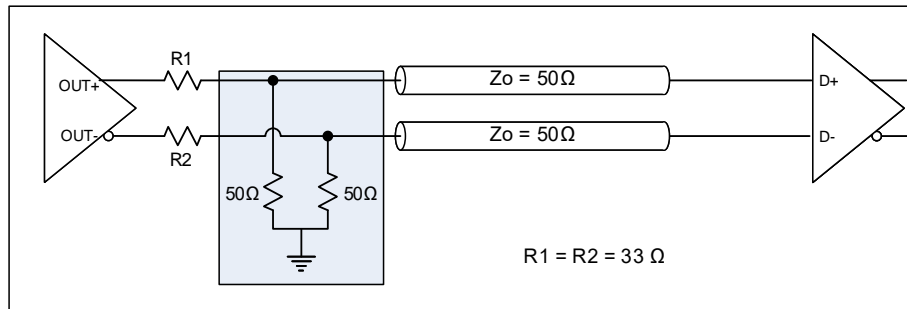 R1
OUT+
Zo = 50Ω
D+
OUT-
Zo = 50Ω
D-
R2
50Ω
50Ω
R1 = R2 = 33 Ω